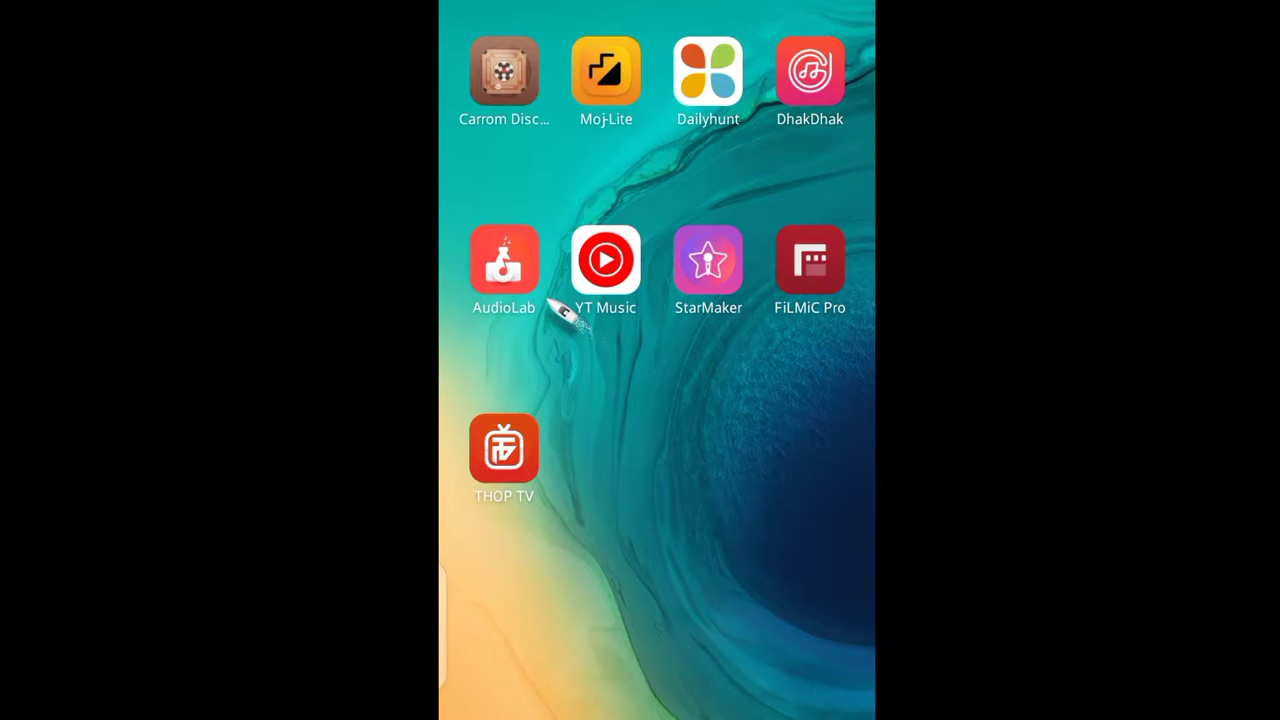 Carrom Disc...
Moj-Lite
Dailyhunt
DhakDhak
AudioLab
YT Music
StarMaker
FiLMiC Pro
THOP TV